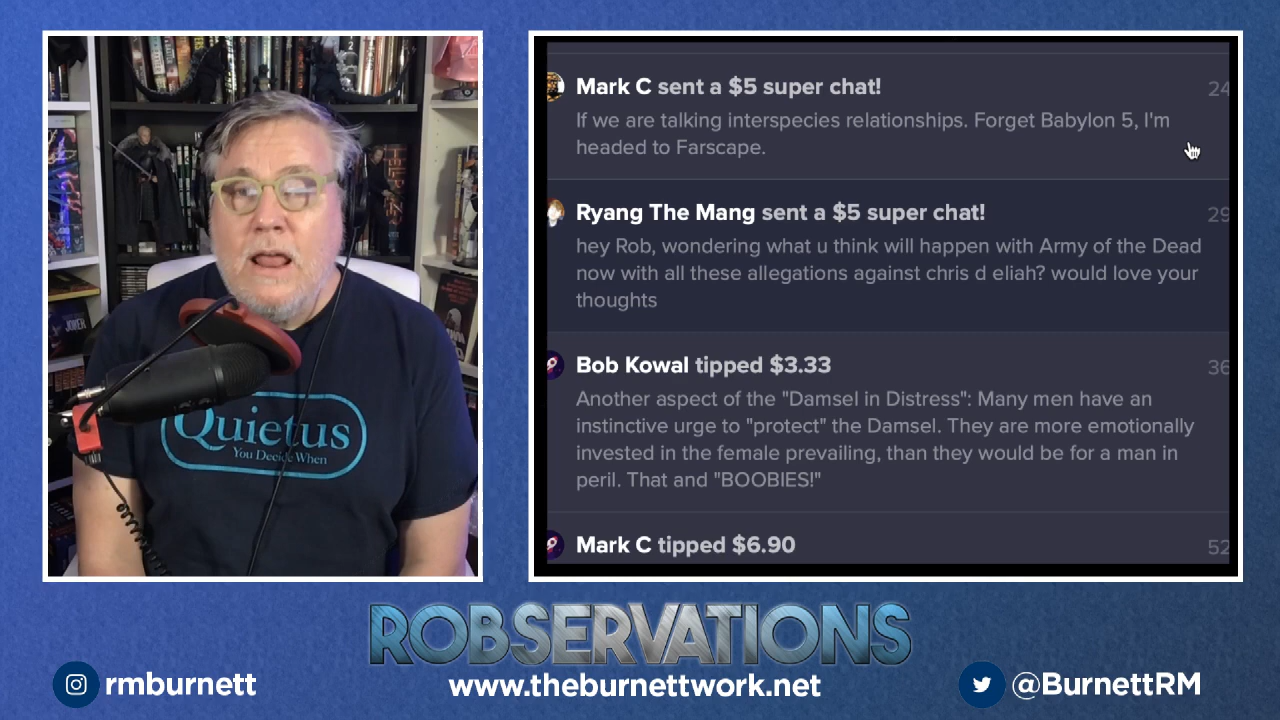 Mark C sent a $5 super chat!
24
If we are talking interspecies relationships. Forget Babylon 5, I'm
headed to Farscape.
Ryang The Mang sent a $5 super chat!
29
hey Rob, wondering what u think will happen with Army of the Dead
now with all these allegations against chris d eliah? would love your
thoughts
Bob Kowal tipped $3.33
36
Another aspect of the "Damsel in Distress": Many men have an
instinctive urge to "protect" the Damsel. They are more emotionally
invested in the female prevailing, than they would be for a man in
peril. That and "BOOBIES!"
Mark C tipped $6.90
52
JOKER
Quietus
You Decide When
ROBSERVATIONS
rmburnett
www.theburnettwork.net
@BurnettRM